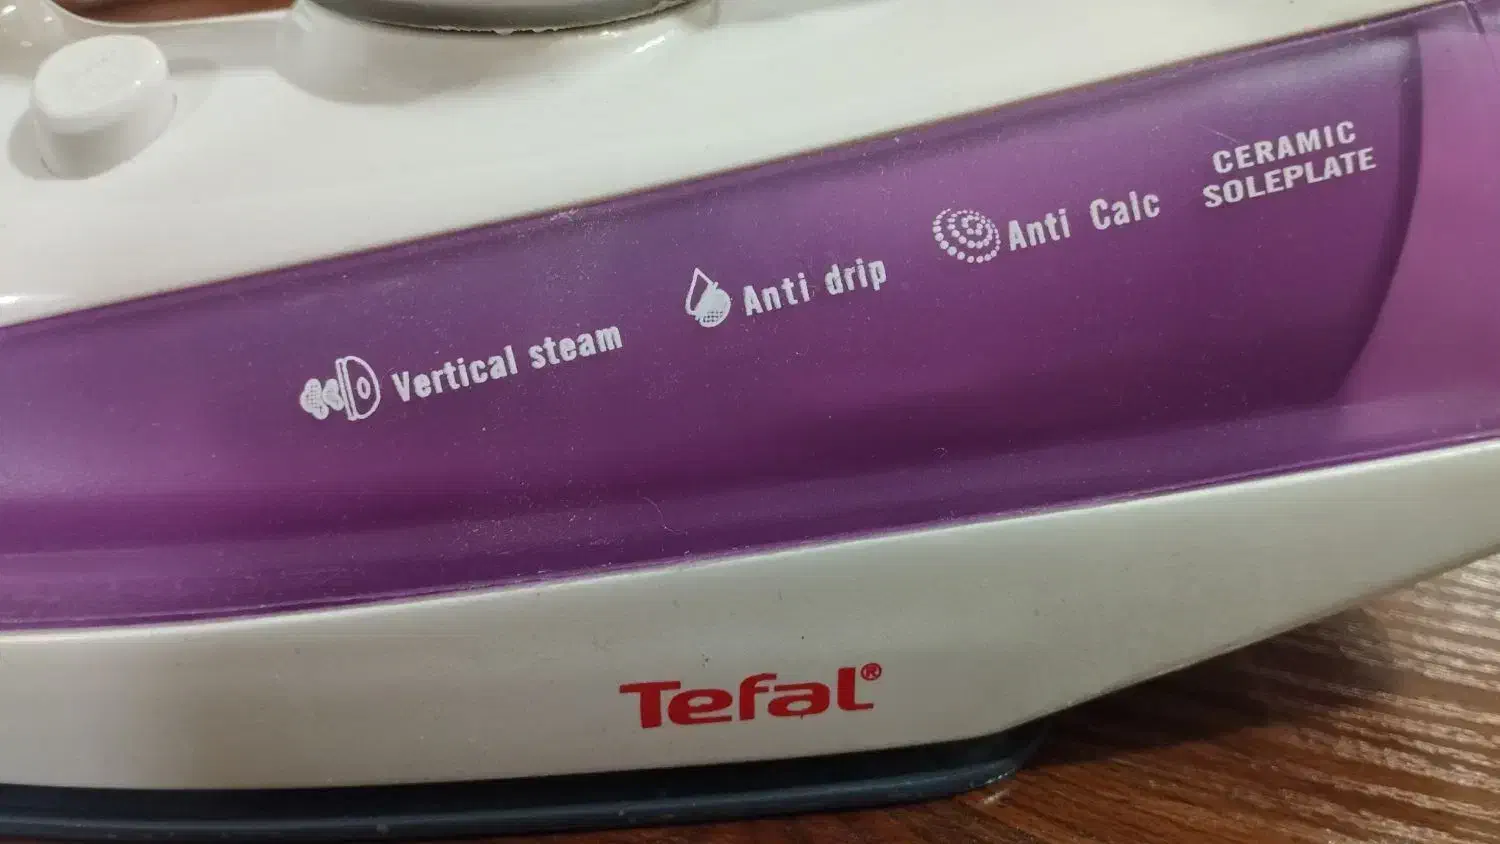 CERAMIC
SOLEPLATE
Anti Calc
Anti drip
Vertical steam
Tefal®